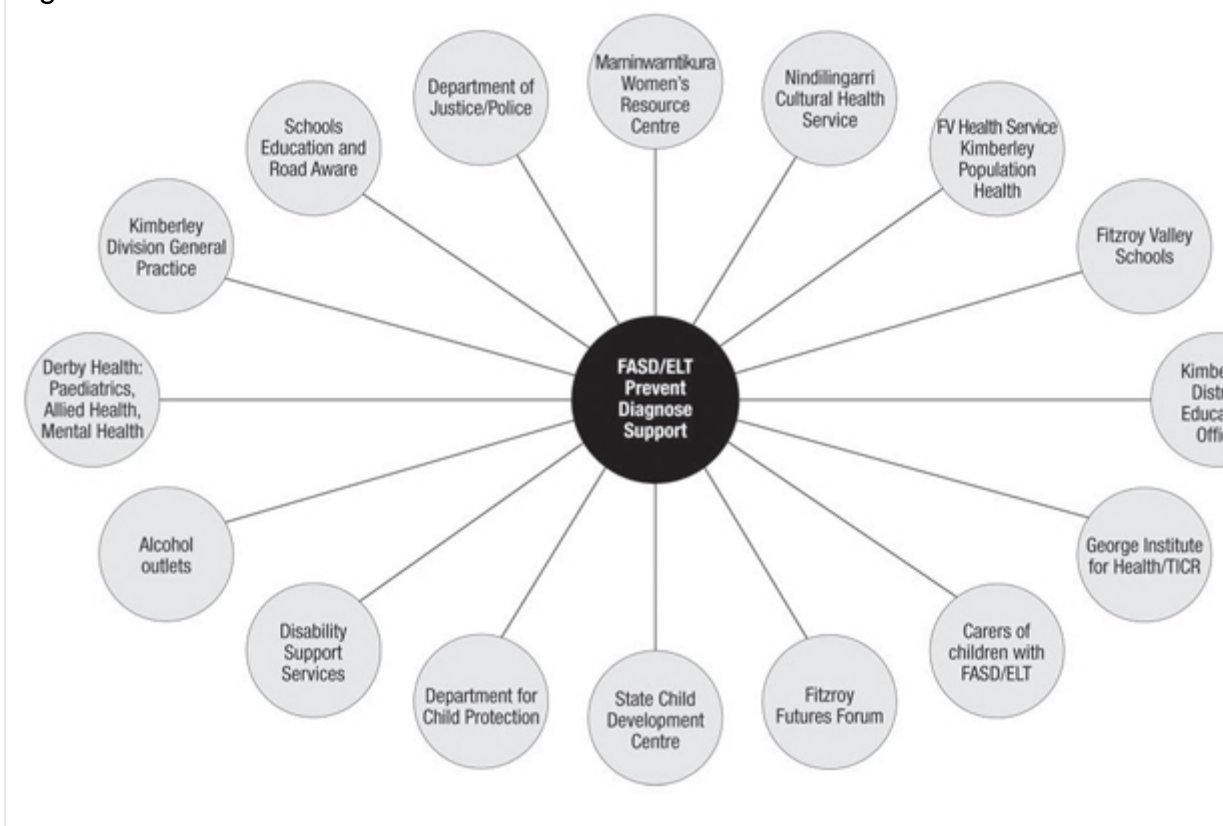 FASD/ELT
Prevent
Diagnose
Support
Marninwarntikura
Women's
Resource
Centre
Nindilingarri
Cultural Health
Service
FV Health Service
Kimberley
Population
Health
Fitzroy Valley
Schools
George Institute
for Health/TICR
Carers of
children with
FASD/ELT
Fitzroy
Futures Forum
State Child
Development
Centre
Department for
Child Protection
Disability
Support
Services
Alcohol
outlets
Derby Health:
Paediatrics,
Allied Health,
Mental Health
Kimberley
Division General
Practice
Schools
Education and
Road Aware
Department of
Justice/Police